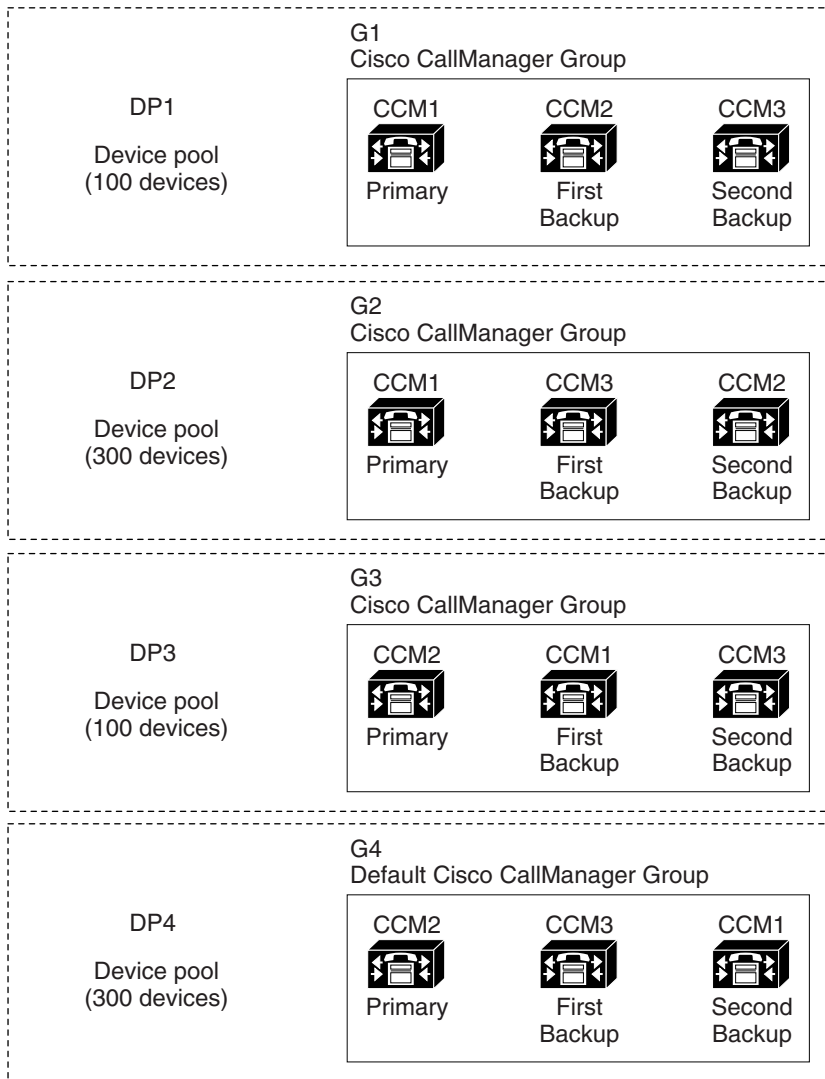 G1
Cisco CallManager Group
DP1
Device pool
(100 devices)
CCM1 CCM2 CCM3
Primary First Second
Backup Backup
G2
Cisco CallManager Group
DP2
Device pool
(300 devices)
CCM1 CCM3 CCM2
Primary First Second
Backup Backup
G3
Cisco CallManager Group
DP3
Device pool
(100 devices)
CCM2 CCM1 CCM3
Primary First Second
Backup Backup
G4
Default Cisco CallManager Group
DP4
Device pool
(300 devices)
CCM2 CCM3 CCM1
Primary First Second
Backup Backup